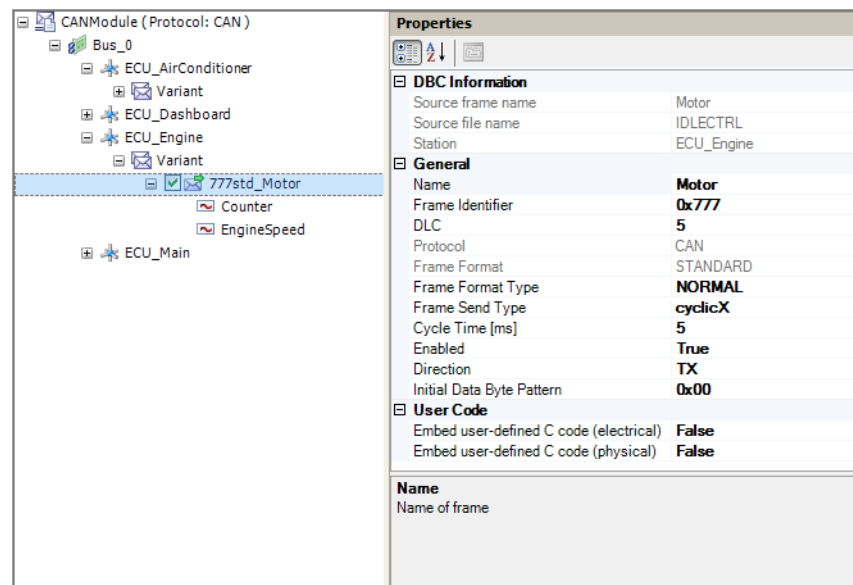 CANModule (Protocol: CAN )
Bus_0
ECU_AirConditioner
Variant
ECU_Dashboard
ECU_Engine
Variant
777std_Motor
Counter
EngineSpeed
ECU_Main
Properties
DBC Information
Source frame name Motor
Source file name IDLECTRL
Station ECU_Engine
General
Name Motor
Frame Identifier 0x777
DLC 5
Protocol CAN
Frame Format STANDARD
Frame Format Type NORMAL
Frame Send Type cyclicX
Cycle Time [ms] 5
Enabled True
Direction TX
Initial Data Byte Pattern 0x00
User Code
Embed user-defined C code (electrical) False
Embed user-defined C code (physical) False
Name
Name of frame